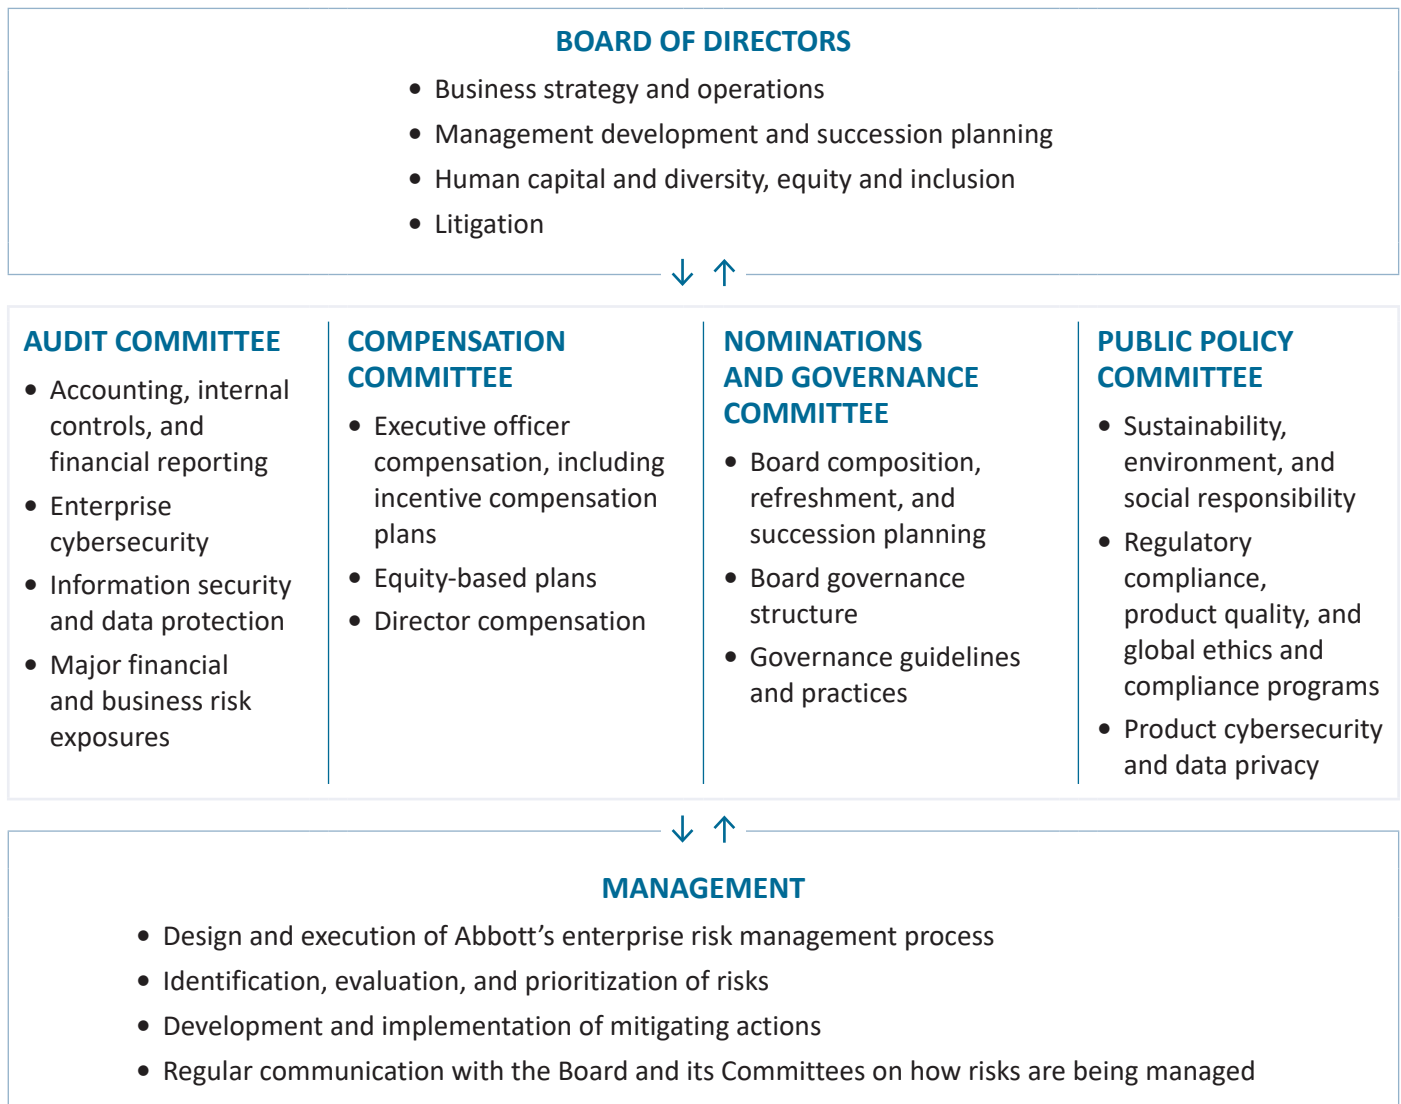 BOARD OF DIRECTORS
• Business strategy and operations
• Management development and succession planning
• Human capital and diversity, equity and inclusion
• Litigation
↓ ↑
AUDIT COMMITTEE
• Accounting, internal
controls, and
financial reporting
• Enterprise
cybersecurity
• Information security
and data protection
• Major financial
and business risk
exposures
COMPENSATION
COMMITTEE
• Executive officer
compensation, including
incentive compensation
plans
• Equity-based plans
• Director compensation
NOMINATIONS
AND GOVERNANCE
COMMITTEE
• Board composition,
refreshment, and
succession planning
• Board governance
structure
• Governance guidelines
and practices
PUBLIC POLICY
COMMITTEE
• Sustainability,
environment, and
social responsibility
• Regulatory
compliance,
product quality, and
global ethics and
compliance programs
• Product cybersecurity
and data privacy
↓ ↑
MANAGEMENT
• Design and execution of Abbott’s enterprise risk management process
• Identification, evaluation, and prioritization of risks
• Development and implementation of mitigating actions
• Regular communication with the Board and its Committees on how risks are being managed